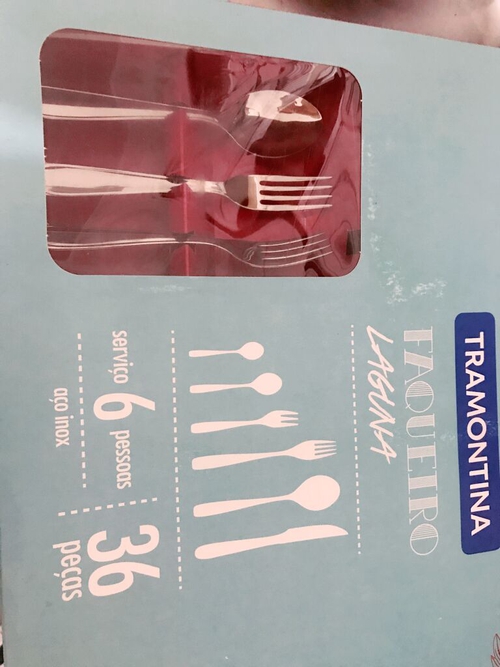 TRAMONTINA
FAQUEIRO
LAGUNA
serviço 6 pessoas
aço inox
36
peças